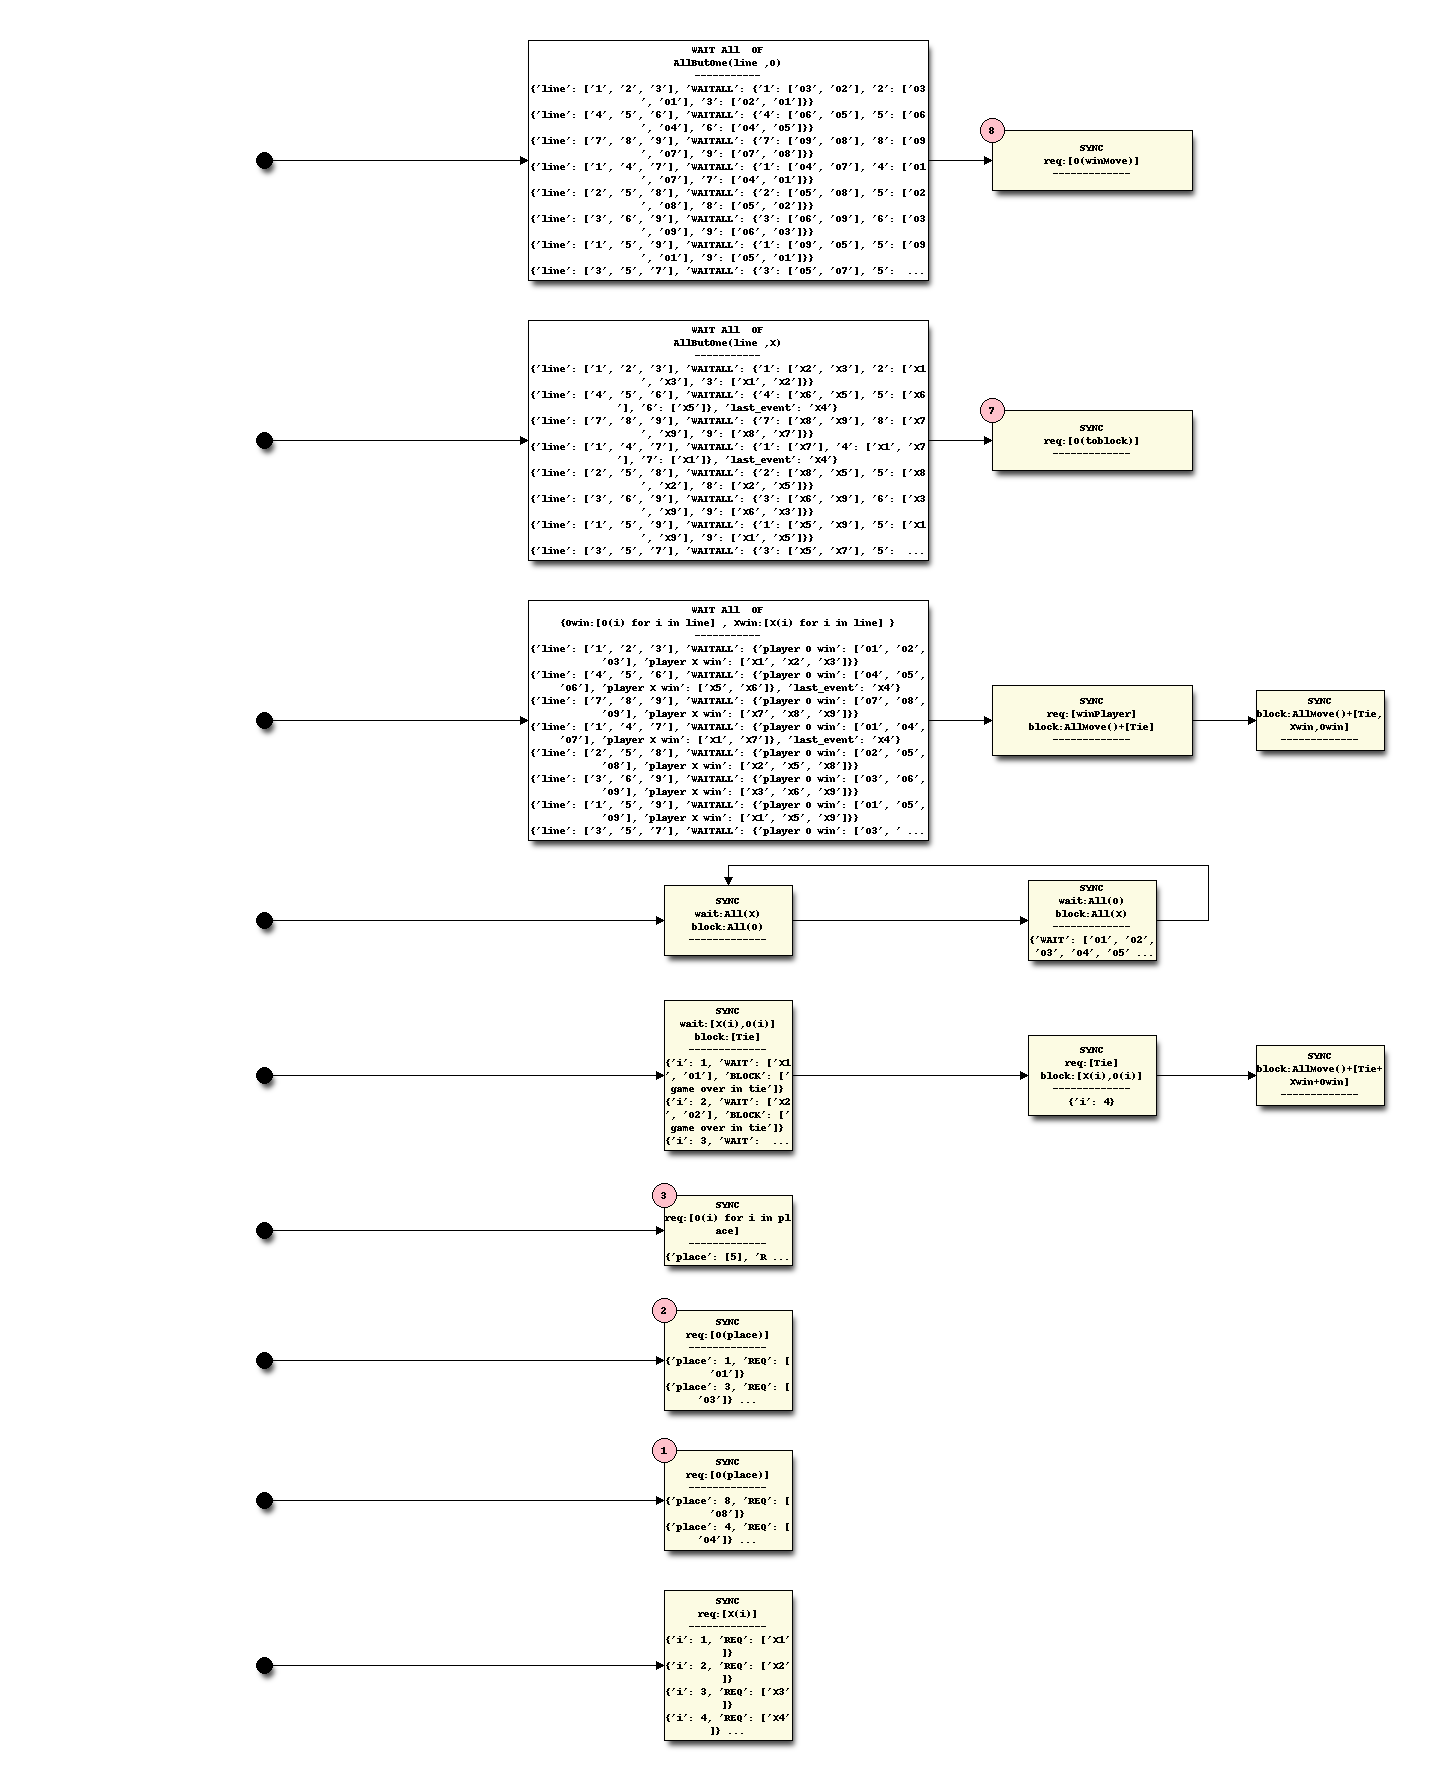 WAIT All  OF
AllButOne(line ,O)
-----------
{'line': ['1', '2', '3'], 'WAITALL': {'1': ['O3', 'O2'], '2': ['O3
', 'O1'], '3': ['O2', 'O1']}}
{'line': ['4', '5', '6'], 'WAITALL': {'4': ['O6', 'O5'], '5': ['O6
', 'O4'], '6': ['O4', 'O5']}}
{'line': ['7', '8', '9'], 'WAITALL': {'7': ['O9', 'O8'], '8': ['O9
', 'O7'], '9': ['O7', 'O8']}}
{'line': ['1', '4', '7'], 'WAITALL': {'1': ['O4', 'O7'], '4': ['O1
', 'O7'], '7': ['O4', 'O1']}}
{'line': ['2', '5', '8'], 'WAITALL': {'2': ['O5', 'O8'], '5': ['O2
', 'O8'], '8': ['O5', 'O2']}}
{'line': ['3', '6', '9'], 'WAITALL': {'3': ['O6', 'O9'], '6': ['O3
', 'O9'], '9': ['O6', 'O3']}}
{'line': ['1', '5', '9'], 'WAITALL': {'1': ['O9', 'O5'], '5': ['O9
', 'O1'], '9': ['O5', 'O1']}}
{'line': ['3', '5', '7'], 'WAITALL': {'3': ['O5', 'O7'], '5':  ...
8
SYNC
req:[O(winMove)]
-------------
WAIT All  OF
AllButOne(line ,X)
-----------
{'line': ['1', '2', '3'], 'WAITALL': {'1': ['X2', 'X3'], '2': ['X1
', 'X3'], '3': ['X1', 'X2']}}
{'line': ['4', '5', '6'], 'WAITALL': {'4': ['X6', 'X5'], '5': ['X6
'], '6': ['X5']}, 'last_event': 'X4'}
{'line': ['7', '8', '9'], 'WAITALL': {'7': ['X8', 'X9'], '8': ['X7
', 'X9'], '9': ['X8', 'X7']}}
{'line': ['1', '4', '7'], 'WAITALL': {'1': ['X7'], '4': ['X1', 'X7
'], '7': ['X1']}, 'last_event': 'X4'}
{'line': ['2', '5', '8'], 'WAITALL': {'2': ['X8', 'X5'], '5': ['X8
', 'X2'], '8': ['X2', 'X5']}}
{'line': ['3', '6', '9'], 'WAITALL': {'3': ['X6', 'X9'], '6': ['X3
', 'X9'], '9': ['X6', 'X3']}}
{'line': ['1', '5', '9'], 'WAITALL': {'1': ['X5', 'X9'], '5': ['X1
', 'X9'], '9': ['X1', 'X5']}}
{'line': ['3', '5', '7'], 'WAITALL': {'3': ['X5', 'X7'], '5':  ...
7
SYNC
req:[O(toblock)]
-------------
WAIT All  OF
{Owin:[O(i) for i in line] , Xwin:[X(i) for i in line] }
-----------
{'line': ['1', '2', '3'], 'WAITALL': {'player O win': ['O1', 'O2',
'O3'], 'player X win': ['X1', 'X2', 'X3']}}
{'line': ['4', '5', '6'], 'WAITALL': {'player O win': ['O4', 'O5',
'O6'], 'player X win': ['X5', 'X6']}, 'last_event': 'X4'}
{'line': ['7', '8', '9'], 'WAITALL': {'player O win': ['O7', 'O8',
'O9'], 'player X win': ['X7', 'X8', 'X9']}}
{'line': ['1', '4', '7'], 'WAITALL': {'player O win': ['O1', 'O4',
'O7'], 'player X win': ['X1', 'X7']}, 'last_event': 'X4'}
{'line': ['2', '5', '8'], 'WAITALL': {'player O win': ['O2', 'O5',
'O8'], 'player X win': ['X2', 'X5', 'X8']}}
{'line': ['3', '6', '9'], 'WAITALL': {'player O win': ['O3', 'O6',
'O9'], 'player X win': ['X3', 'X6', 'X9']}}
{'line': ['1', '5', '9'], 'WAITALL': {'player O win': ['O1', 'O5',
'O9'], 'player X win': ['X1', 'X5', 'X9']}}
{'line': ['3', '5', '7'], 'WAITALL': {'player O win': ['O3', ' ...
SYNC
req:[winPlayer]
block:AllMove()+[Tie]
-------------
SYNC
block:AllMove()+[Tie,
Xwin,Owin]
-------------
SYNC
wait:All(X)
block:All(O)
-------------
SYNC
wait:All(O)
block:All(X)
-------------
{'WAIT': ['O1', 'O2',
'O3', 'O4', 'O5' ...
SYNC
wait:[X(i),O(i)]
block:[Tie]
-------------
{'i': 1, 'WAIT': ['X1
', 'O1'], 'BLOCK': ['
game over in tie']}
{'i': 2, 'WAIT': ['X2
', 'O2'], 'BLOCK': ['
game over in tie']}
{'i': 3, 'WAIT':  ...
SYNC
req:[Tie]
block:[X(i),O(i)]
-------------
{'i': 4}
SYNC
block:AllMove()+[Tie+
Xwin+Owin]
-------------
3
SYNC
req:[O(i) for i in pl
ace]
-------------
{'place': [5], 'R ...
2
SYNC
req:[O(place)]
-------------
{'place': 1, 'REQ': [
'O1']}
{'place': 3, 'REQ': [
'O3']} ...
1
SYNC
req:[O(place)]
-------------
{'place': 8, 'REQ': [
'O8']}
{'place': 4, 'REQ': [
'O4']} ...
SYNC
req:[X(i)]
-------------
{'i': 1, 'REQ': ['X1'
]}
{'i': 2, 'REQ': ['X2'
]}
{'i': 3, 'REQ': ['X3'
]}
{'i': 4, 'REQ': ['X4'
]} ...